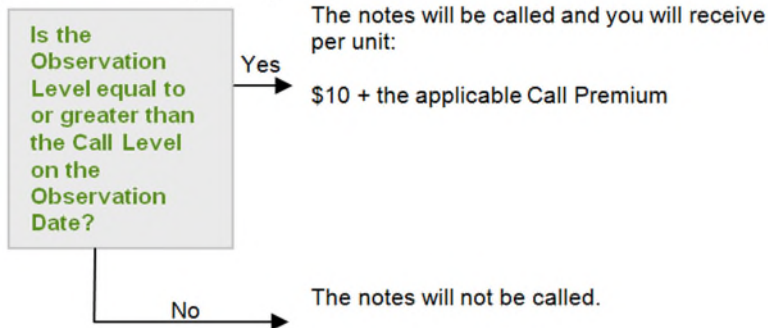 Is the
Observation
Level equal to
or greater than
the Call Level
on the
Observation
Date?
Yes
The notes will be called and you will receive
per unit:
$10 + the applicable Call Premium
No
The notes will not be called.